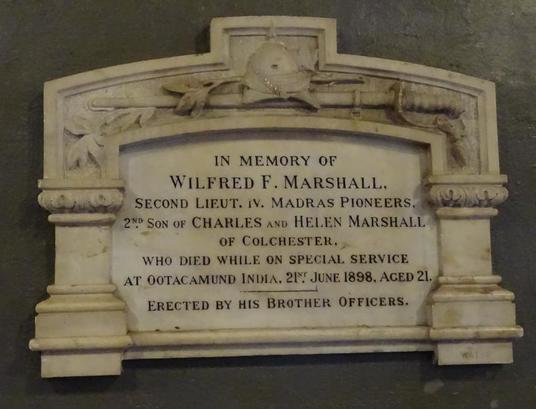 IN MEMORY OF
WILFRED F. MARSHALL,
SECOND LIEUT. IV. MADRAS PIONEERS,
2ND SON OF CHARLES AND HELEN MARSHALL
OF COLCHESTER,
WHO DIED WHILE ON SPECIAL SERVICE
AT OOTACAMUND INDIA, 21ST JUNE 1898, AGED 21.
ERECTED BY HIS BROTHER OFFICERS.